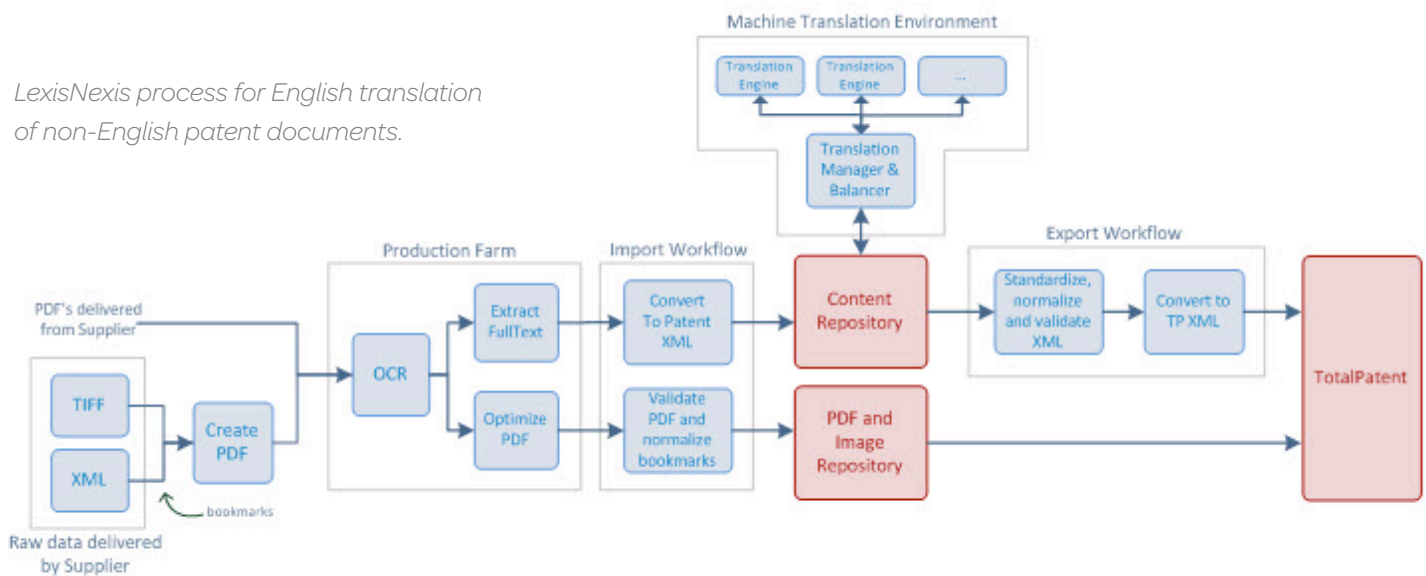 LexisNexis process for English translation
of non-English patent documents.
Machine Translation Environment
Translation
Engine
Translation
Engine
...
Translation
Manager &
Balancer
Production Farm
Import Workflow
Export Workflow
PDF's delivered
from Supplier
TIFF
XML
Create
PDF
bookmarks
Raw data delivered
by Supplier
OCR
Extract
FullText
Optimize
PDF
Convert
To Patent
XML
Validate
PDF and
normalize
bookmarks
Content
Repository
PDF and
Image
Repository
Standardize,
normalize
and validate
XML
Convert to
TP XML
TotalPatent